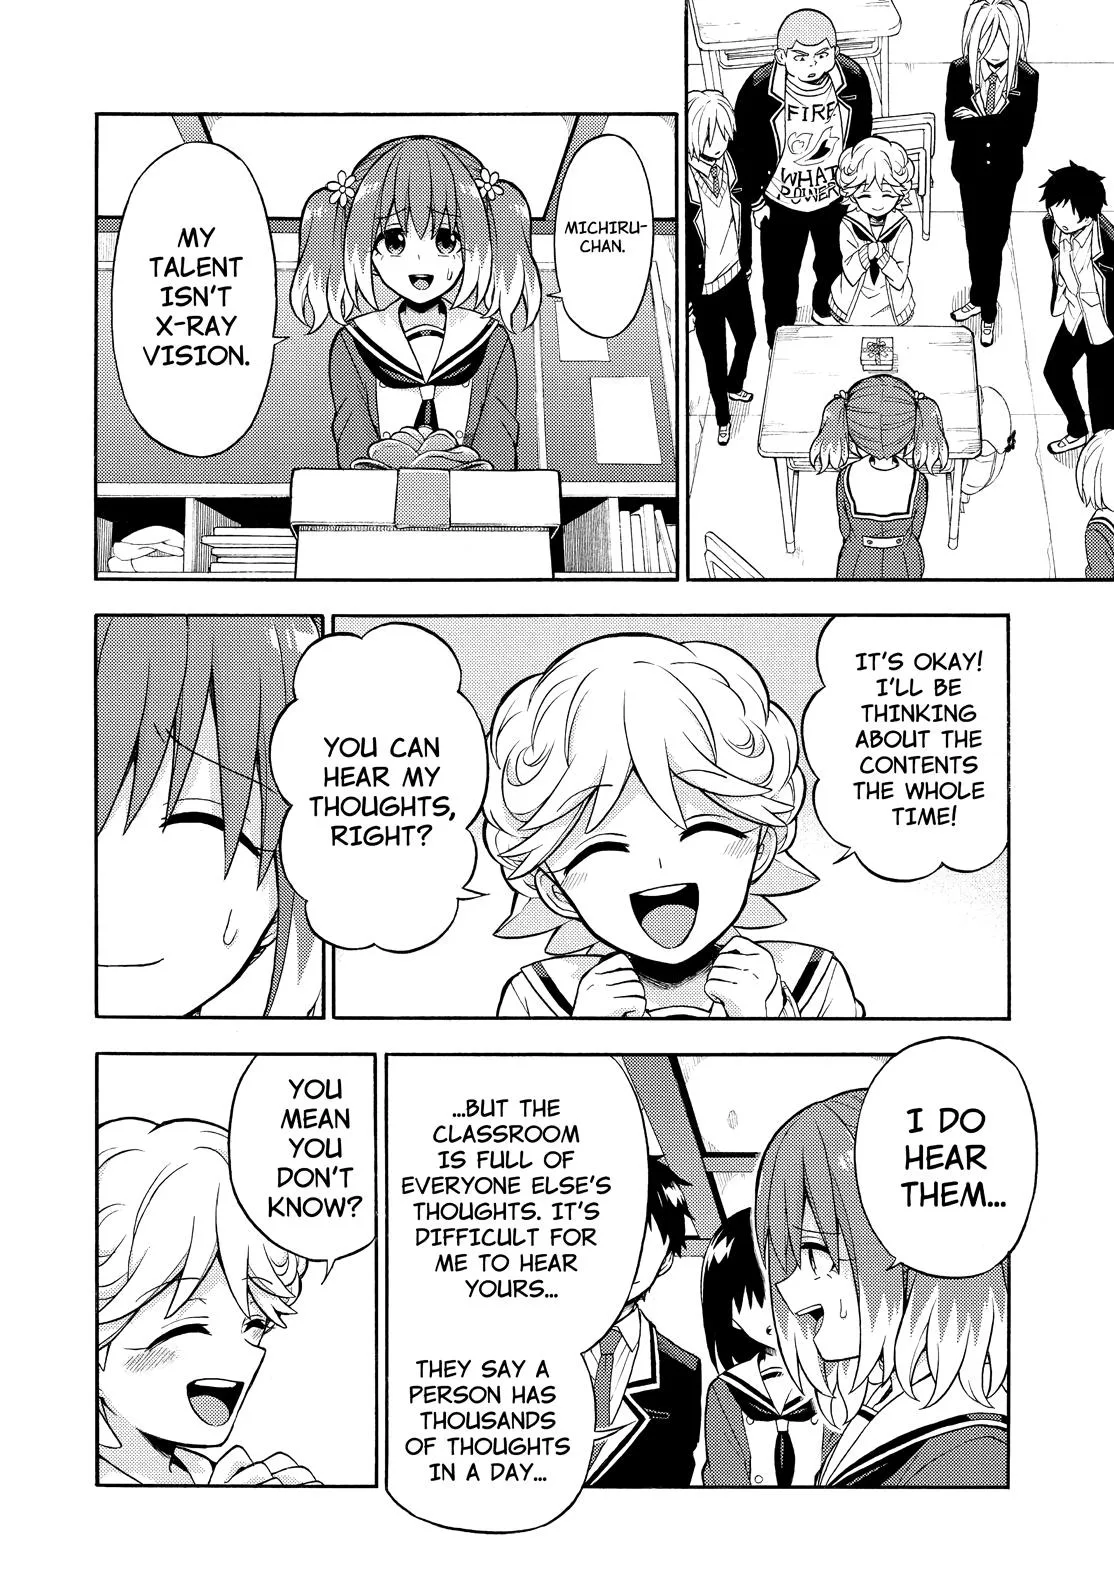 FIRE
WHAT
POWER
MICHIRU-
CHAN.
MY
TALENT
ISN'T
X-RAY
VISION.
IT'S OKAY!
I'LL BE
THINKING
ABOUT THE
CONTENTS
THE WHOLE
TIME!
YOU CAN
HEAR MY
THOUGHTS,
RIGHT?
I DO
HEAR
THEM...
...BUT THE
CLASSROOM
IS FULL OF
EVERYONE ELSE'S
THOUGHTS. IT'S
DIFFICULT FOR
ME TO HEAR
YOURS...
THEY SAY A
PERSON HAS
THOUSANDS
OF THOUGHTS
IN A DAY...
YOU
MEAN
YOU
DON'T
KNOW?